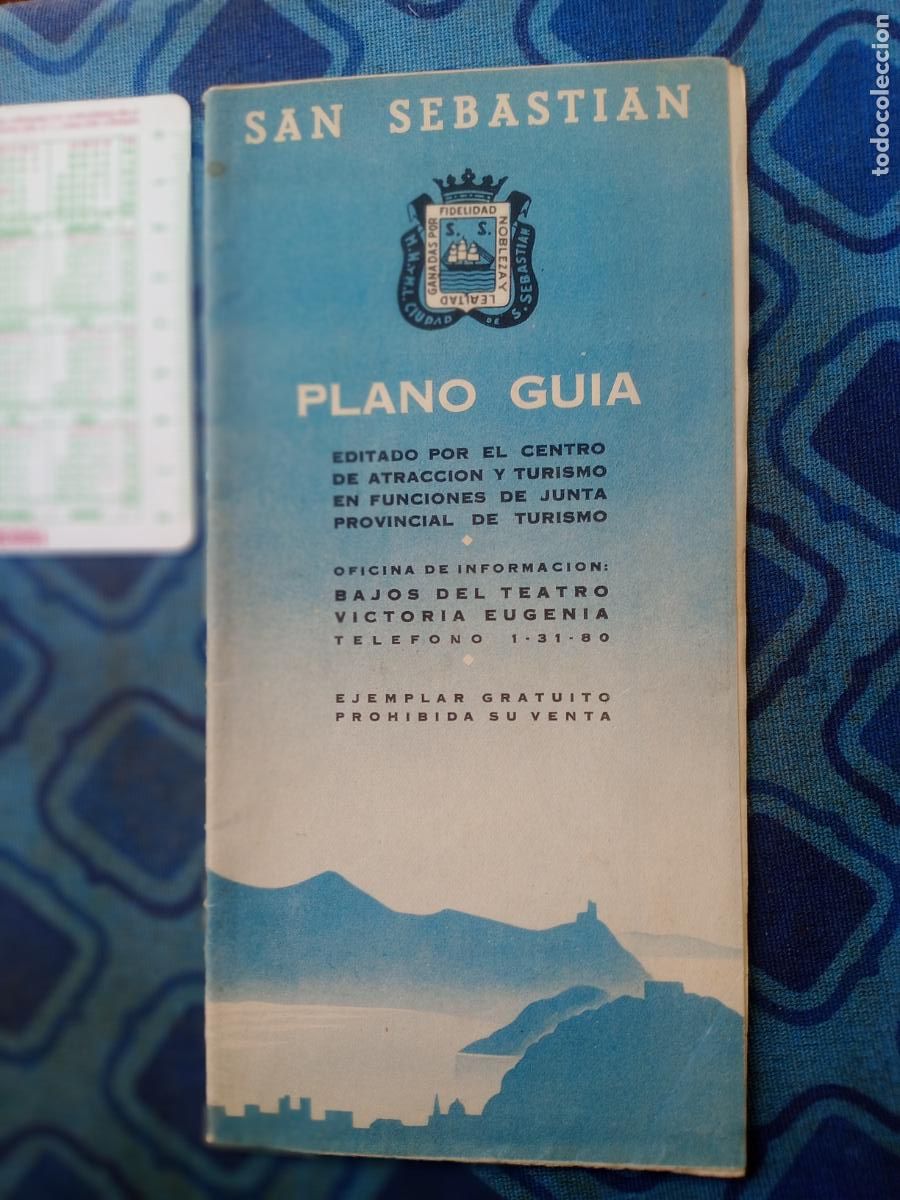 SAN SEBASTIAN
FIDELIDAD
GANADAS POR
S. S.
NOBLEZA Y
LEALTAD
M.N. Y M.L. CIUDAD DE S. SEBASTIAN
PLANO GUIA
EDITADO POR EL CENTRO
DE ATRACCION Y TURISMO
EN FUNCIONES DE JUNTA
PROVINCIAL DE TURISMO
OFICINA DE INFORMACION:
BAJOS DEL TEATRO
VICTORIA EUGENIA
TELEFONO 1-31-80
EJEMPLAR GRATUITO
PROHIBIDA SU VENTA
todocoleccion